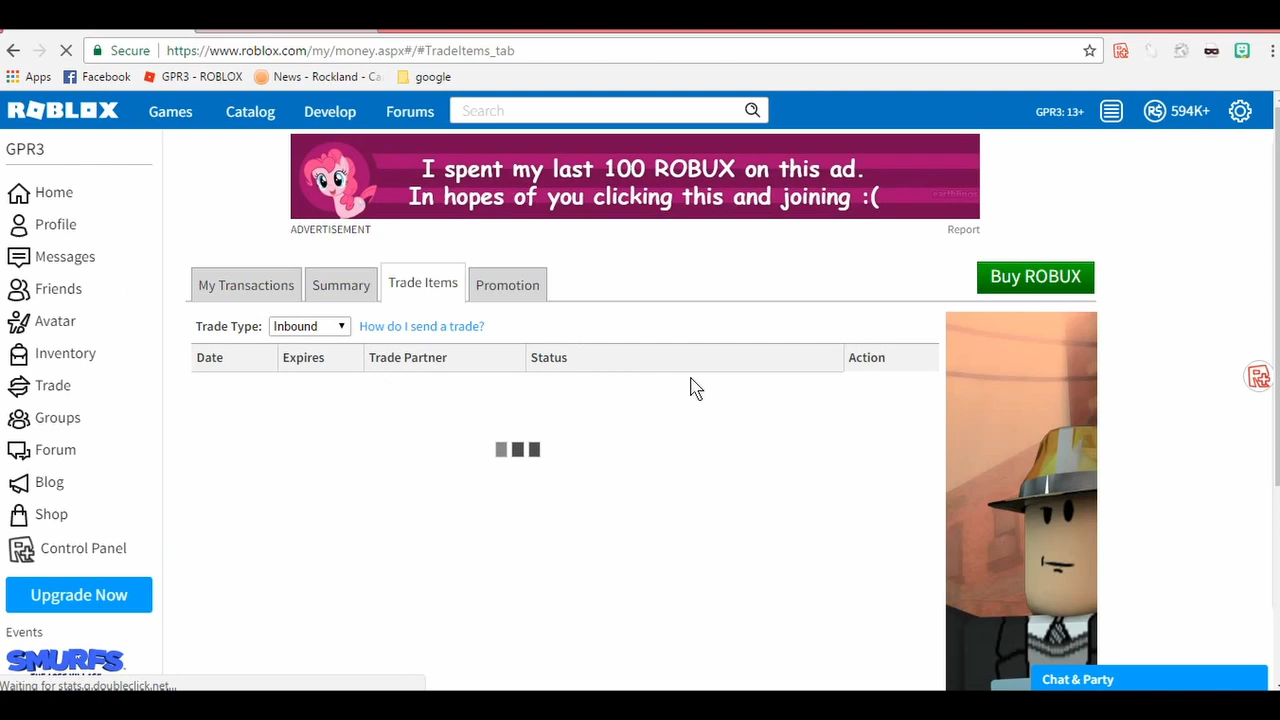 Secure https://www.roblox.com/my/money.aspx#/#TradeItems_tab
Apps Facebook GPR3 - ROBLOX News - Rockland - Ca google
ROBLOX Games Catalog Develop Forums Search GPR3: 13+ R$ 594K+
GPR3
Home
Profile
Messages
Friends
Avatar
Inventory
Trade
Groups
Forum
Blog
Shop
Control Panel
Upgrade Now
Events
SMURFS
I spent my last 100 ROBUX on this ad.
In hopes of you clicking this and joining :(
ADVERTISEMENT Report
My Transactions Summary Trade Items Promotion Buy ROBUX
Trade Type: Inbound How do I send a trade?
Date Expires Trade Partner Status Action
Chat & Party
Waiting for stats.g.doubleclick.net...